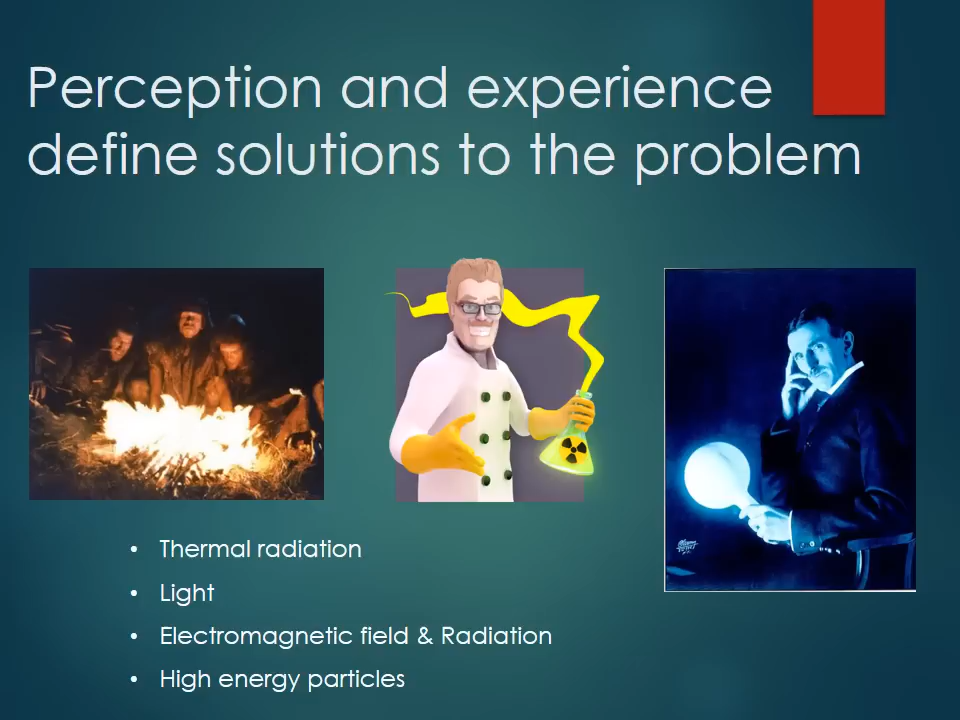 Perception and experience
define solutions to the problem
• Thermal radiation
• Light
• Electromagnetic field & Radiation
• High energy particles